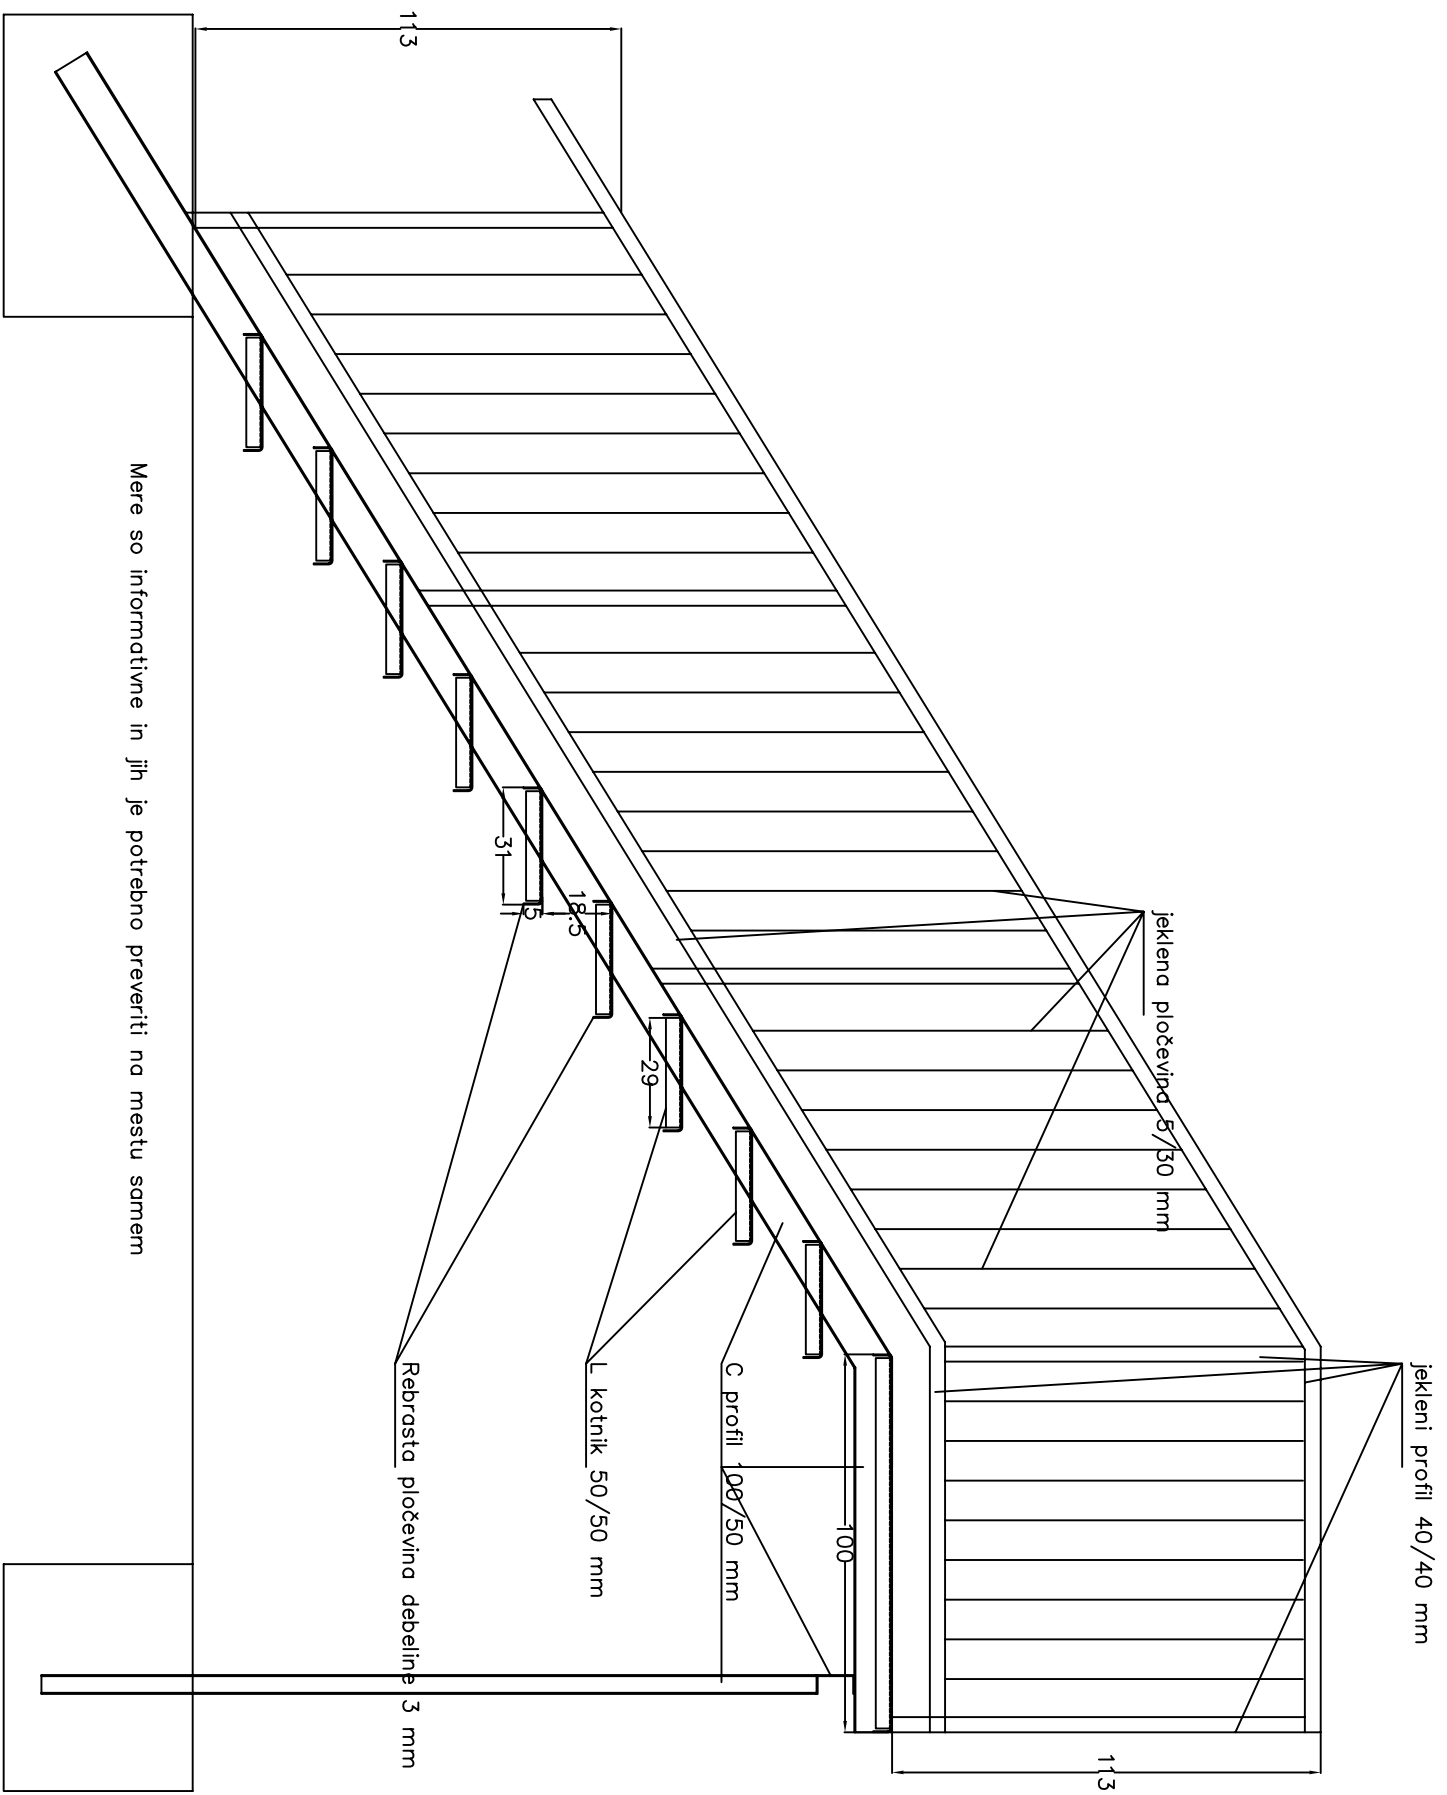 jekleni profil 40/40 mm
jeklena pločevina 5/30 mm
113
113
100
C profil 100/50 mm
29
L kotnik 50/50 mm
18.5
5
31
Rebrasta pločevina debeline 3 mm
Mere so informativne in jih je potrebno preveriti na mestu samem